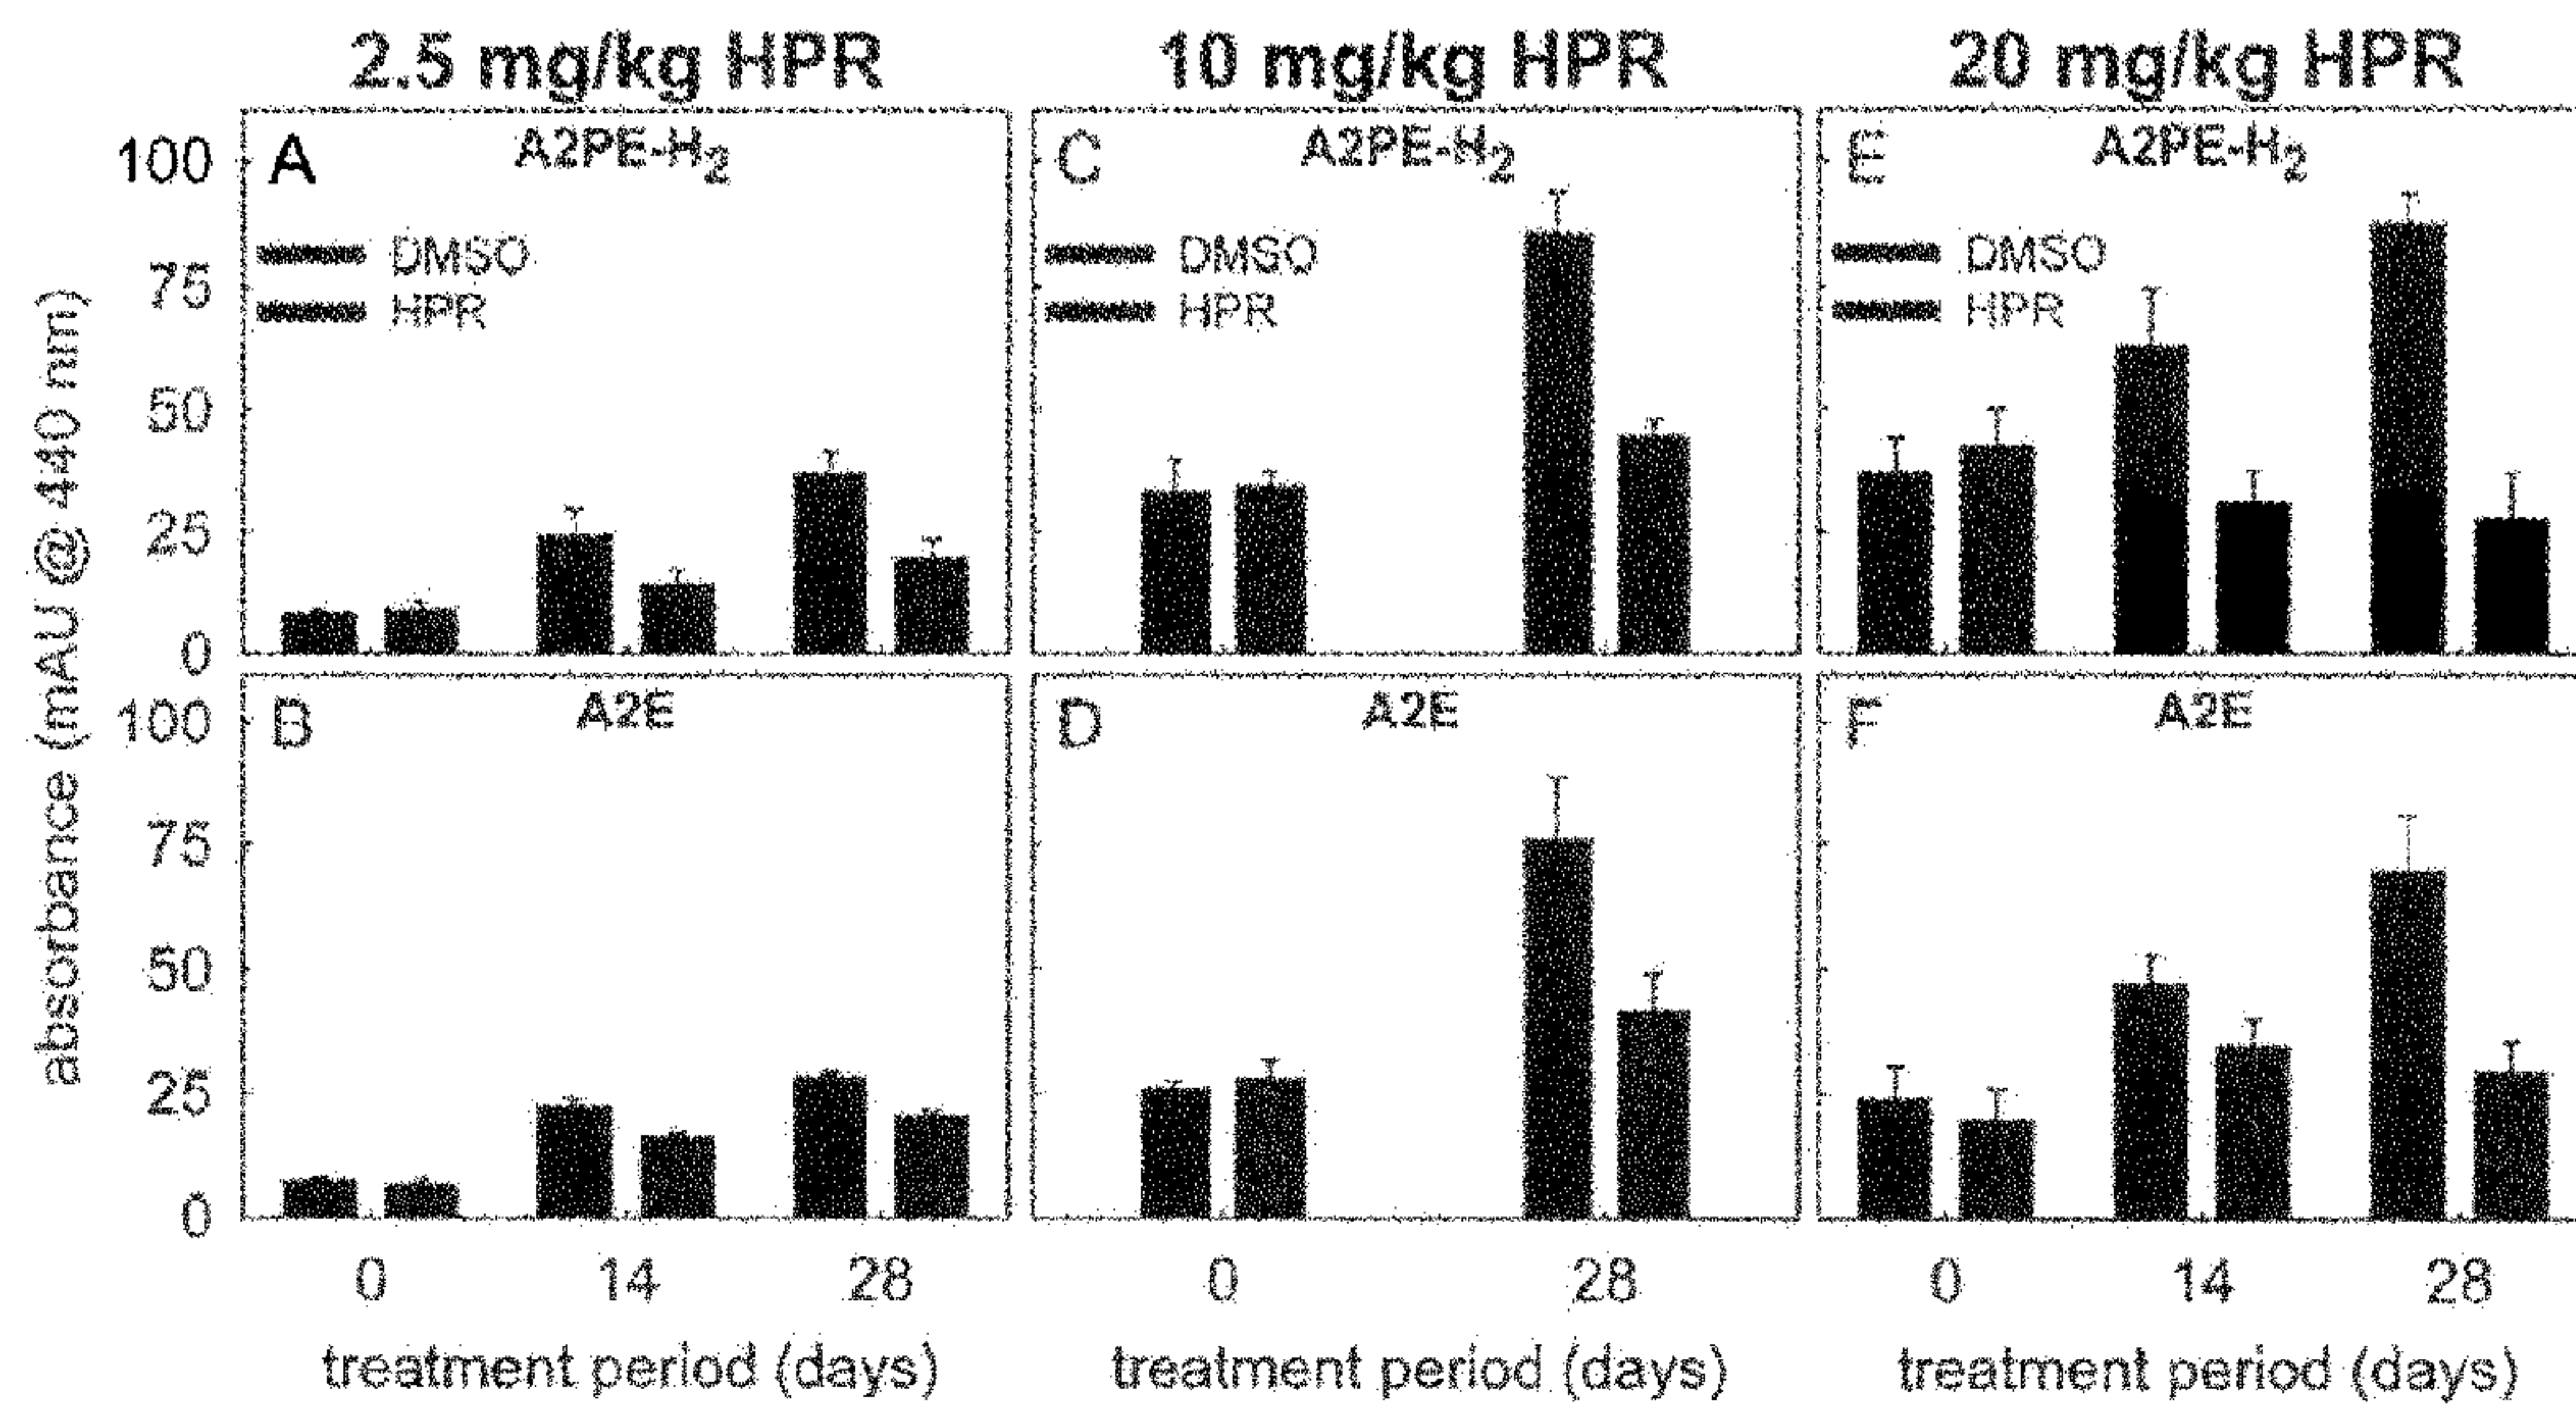 2.5 mg/kg HPR
10 mg/kg HPR
20 mg/kg HPR
absorbance (mAU @ 440 nm)
100
75
50
25
0
A
A2PE-H₂
DMSO
HPR
C
A2PE-H₂
DMSO
HPR
E
A2PE-H₂
DMSO
HPR
100
75
50
25
0
B
A2E
D
A2E
F
A2E
0 14 28
0 28
0 14 28
treatment period (days)
treatment period (days)
treatment period (days)